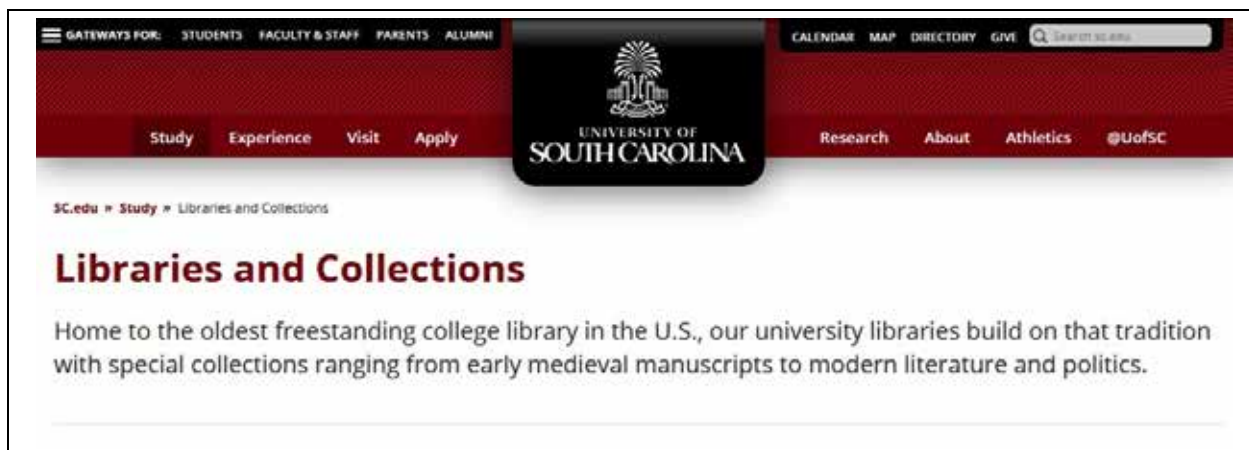 GATEWAYS FOR: STUDENTS FACULTY & STAFF PARENTS ALUMNI
CALENDAR MAP DIRECTORY GIVE Search sc.edu
Study Experience Visit Apply
UNIVERSITY OF
SOUTH CAROLINA
Research About Athletics @UofSC
SC.edu » Study » Libraries and Collections
Libraries and Collections
Home to the oldest freestanding college library in the U.S., our university libraries build on that tradition
with special collections ranging from early medieval manuscripts to modern literature and politics.